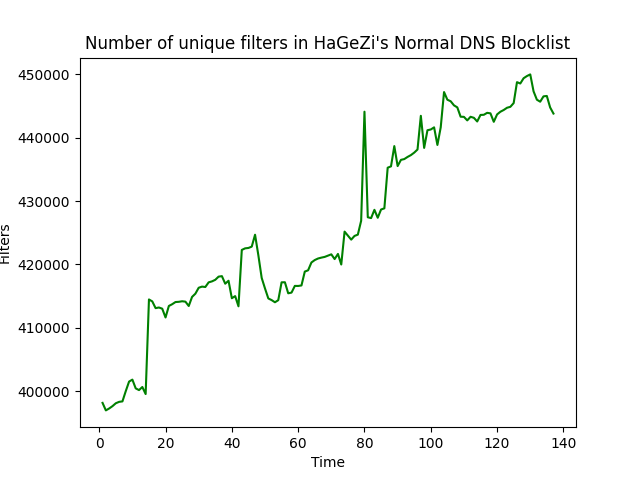 Number of unique filters in HaGeZi's Normal DNS Blocklist
450000
440000
430000
420000
410000
400000
Filters
0 20 40 60 80 100 120 140
Time